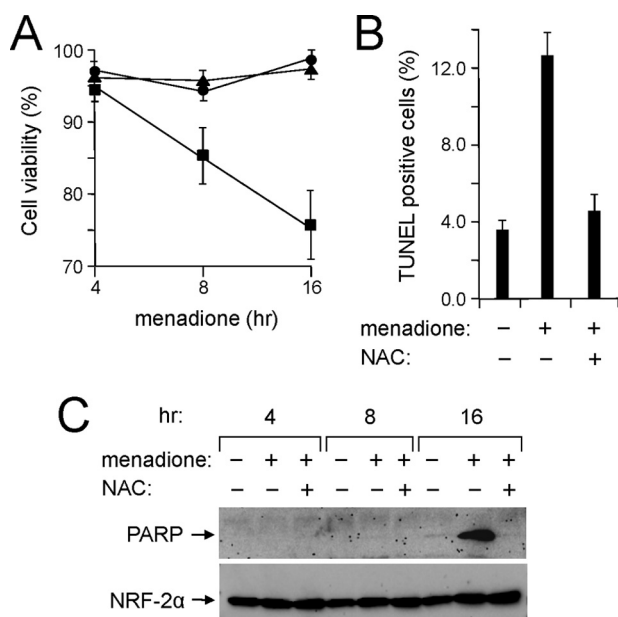 A
100
90
80
70
Cell viability (%)
4 8 16
menadione (hr)
B
12.0
8.0
4.0
0.0
TUNEL positive cells (%)
menadione: – + +
NAC: – – +
C
hr: 4 8 16
menadione: – + + – + + – + +
NAC: – – + – – + – – +
PARP
NRF-2α